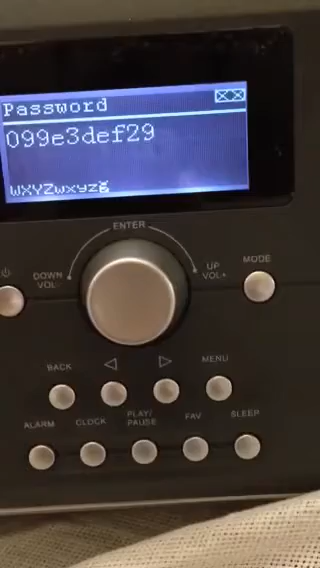 Password
099e3def29
WXYZwxyz
ENTER
DOWN
VOL-
UP
VOL+
MODE
BACK
MENU
ALARM
CLOCK
PLAY/
PAUSE
FAV
SLEEP